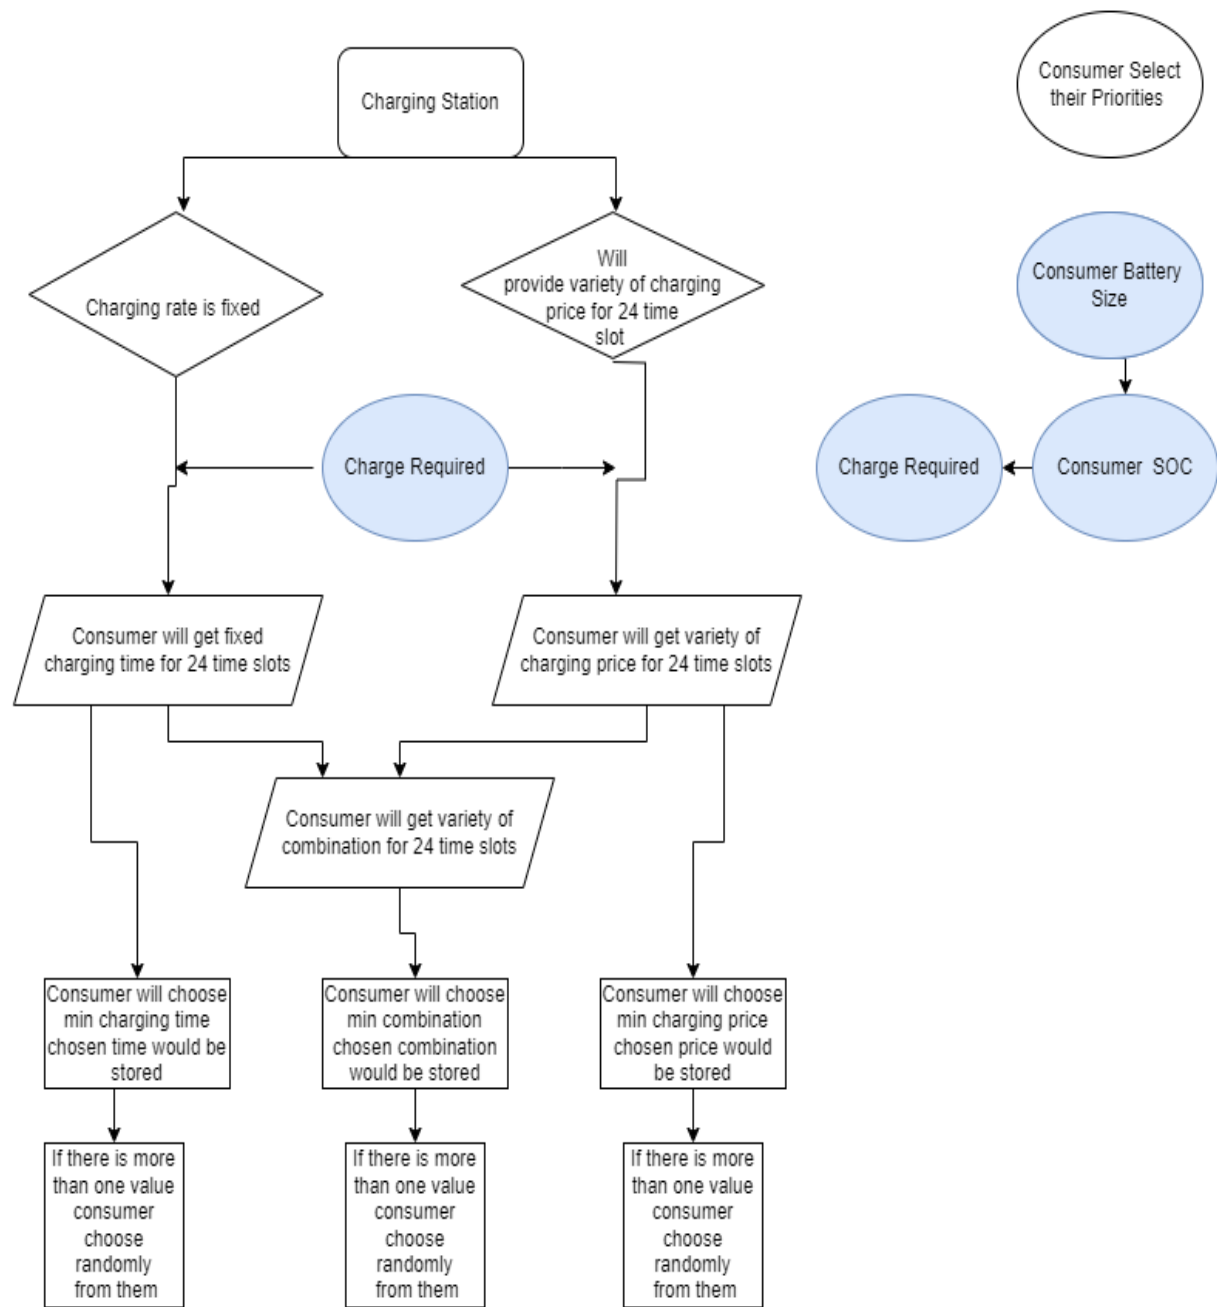 Charging Station
Consumer Select
their Priorities
Charging rate is fixed
Will
provide variety of charging
price for 24 time
slot
Consumer Battery
Size
Charge Required
Charge Required
Consumer SOC
Consumer will get fixed
charging time for 24 time slots
Consumer will get variety of
charging price for 24 time slots
Consumer will get variety of
combination for 24 time slots
Consumer will choose
min charging time
chosen time would be
stored
Consumer will choose
min combination
chosen combination
would be stored
Consumer will choose
min charging price
chosen price would
be stored
If there is more
than one value
consumer
choose
randomly
from them
If there is more
than one value
consumer
choose
randomly
from them
If there is more
than one value
consumer
choose
randomly
from them